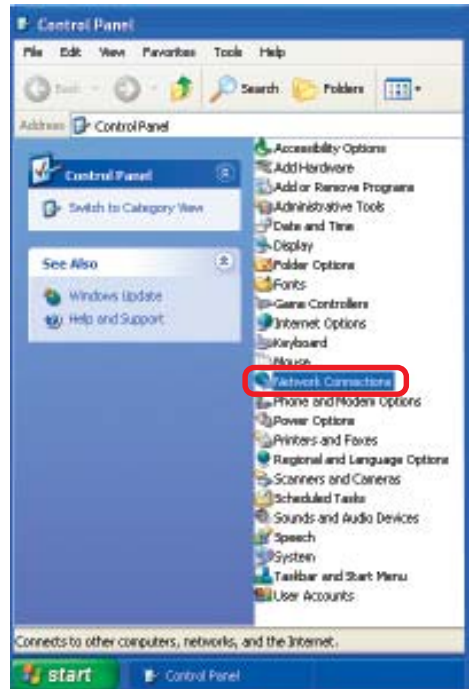 Control Panel
File Edit View Favorites Tools Help
Back Search Folders
Address Control Panel
Control Panel
Switch to Category View
See Also
Windows Update
Help and Support
Accessibility Options
Add Hardware
Add or Remove Programs
Administrative Tools
Date and Time
Display
Folder Options
Fonts
Game Controllers
Internet Options
Keyboard
Mouse
Network Connections
Phone and Modem Options
Power Options
Printers and Faxes
Regional and Language Options
Scanners and Cameras
Scheduled Tasks
Sounds and Audio Devices
Speech
System
Taskbar and Start Menu
User Accounts
Connects to other computers, networks, and the Internet.
start Control Panel